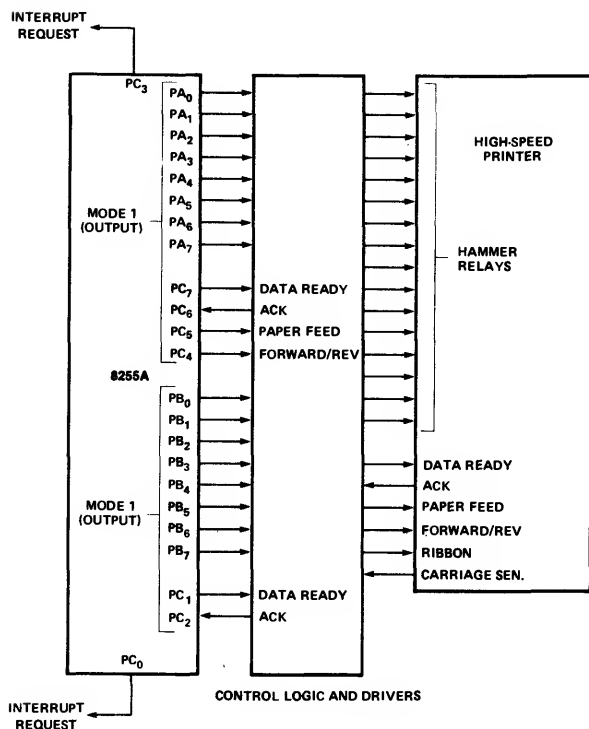 INTERRUPT
REQUEST
PC3
PA0
PA1
PA2
PA3
PA4
PA5
PA6
PA7
MODE 1
(OUTPUT)
PC7
PC6
PC5
PC4
DATA READY
ACK
PAPER FEED
FORWARD/REV
8255A
PB0
PB1
PB2
PB3
PB4
PB5
PB6
PB7
MODE 1
(OUTPUT)
PC1
PC2
DATA READY
ACK
PC0
INTERRUPT
REQUEST
CONTROL LOGIC AND DRIVERS
HIGH-SPEED
PRINTER
HAMMER
RELAYS
DATA READY
ACK
PAPER FEED
FORWARD/REV
RIBBON
CARRIAGE SEN.